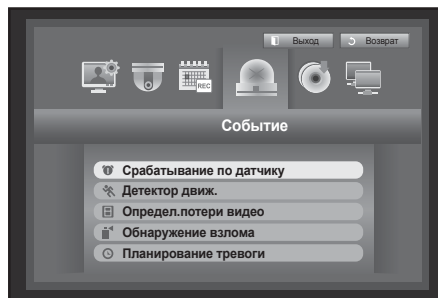 Выход
Возврат
REC
Событие
Срабатывание по датчику
Детектор движ.
Определ.потери видео
Обнаружение взлома
Планирование тревоги